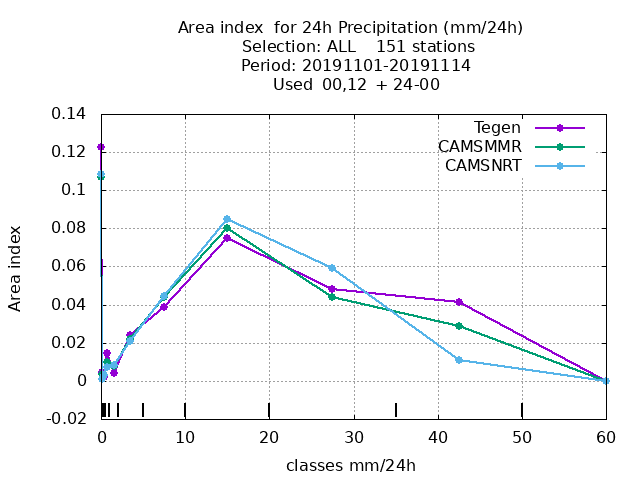 Area index  for 24h Precipitation (mm/24h)
Selection: ALL    151 stations
Period: 20191101-20191114
Used  00,12  + 24-00
Tegen
CAMSMMR
CAMSNRT
0.14
0.12
0.1
0.08
0.06
0.04
0.02
0
-0.02
Area index
0 10 20 30 40 50 60
classes mm/24h